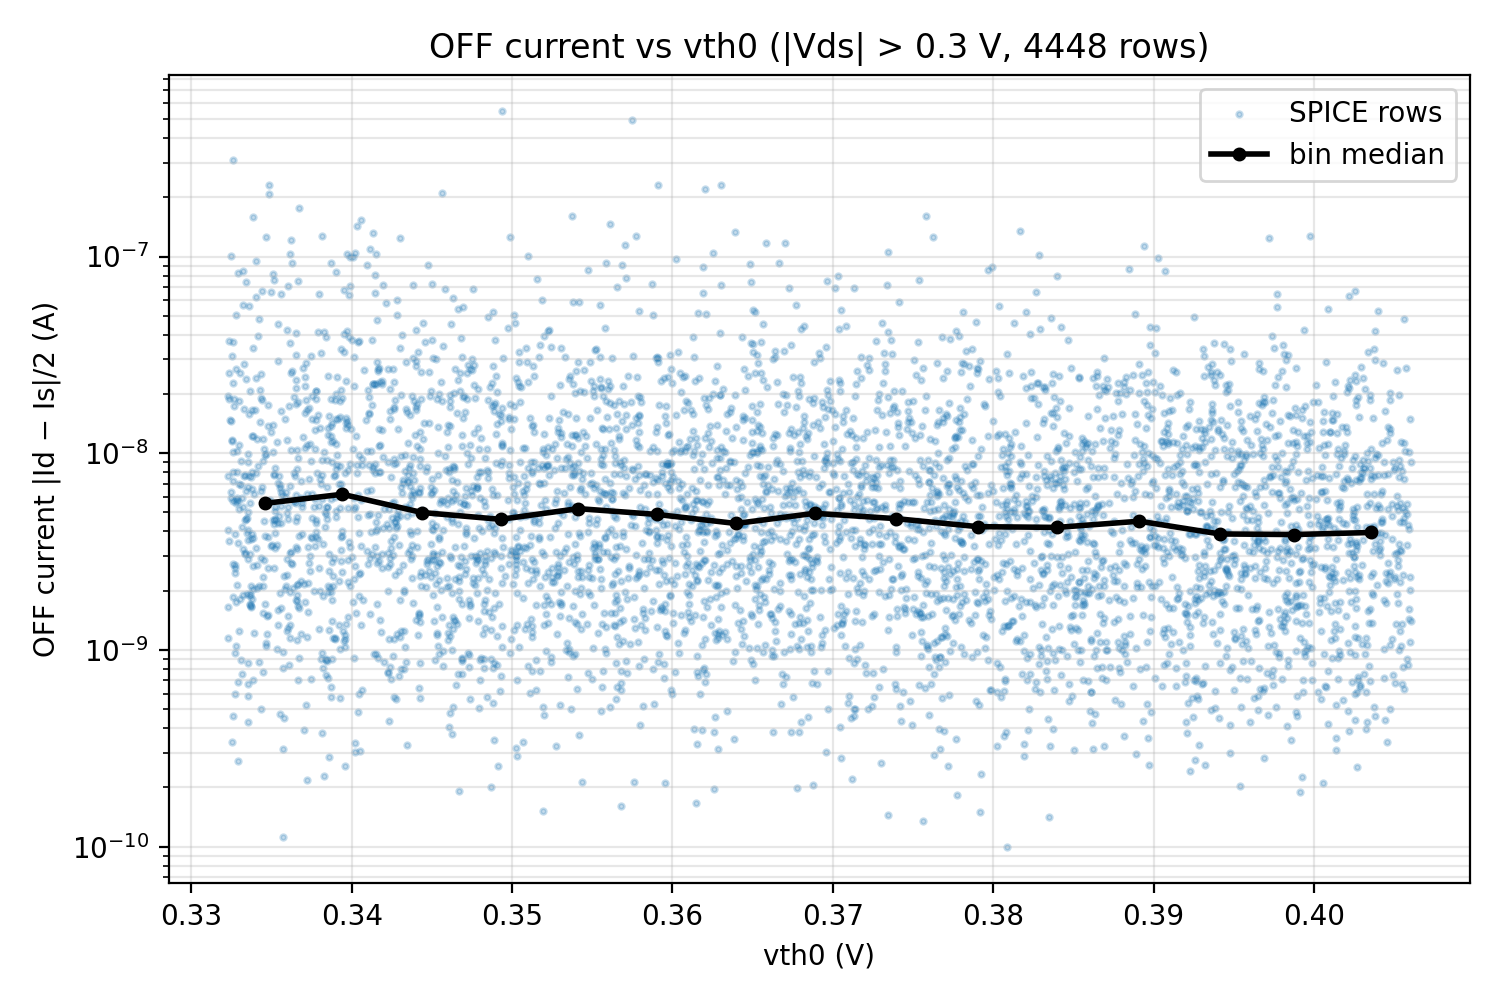 OFF current vs vth0 (|Vds| > 0.3 V, 4448 rows)
SPICE rows
bin median
OFF current |Id − Is|/2 (A)
10⁻⁷
10⁻⁸
10⁻⁹
10⁻¹⁰
0.33 0.34 0.35 0.36 0.37 0.38 0.39 0.40
vth0 (V)